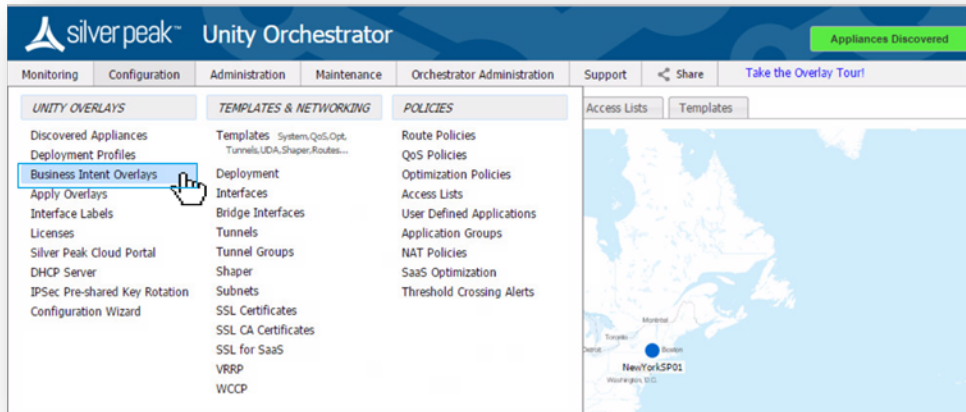 silver peak™ Unity Orchestrator
Appliances Discovered
Monitoring Configuration Administration Maintenance Orchestrator Administration Support Share Take the Overlay Tour!
UNITY OVERLAYS
Discovered Appliances
Deployment Profiles
Business Intent Overlays
Apply Overlays
Interface Labels
Licenses
Silver Peak Cloud Portal
DHCP Server
IPSec Pre-shared Key Rotation
Configuration Wizard
TEMPLATES & NETWORKING
Templates System,QoS,Opt,
Tunnels,UDA,Shaper,Routes...
Deployment
Interfaces
Bridge Interfaces
Tunnels
Tunnel Groups
Shaper
Subnets
SSL Certificates
SSL CA Certificates
SSL for SaaS
VRRP
WCCP
POLICIES
Route Policies
QoS Policies
Optimization Policies
Access Lists
User Defined Applications
Application Groups
NAT Policies
SaaS Optimization
Threshold Crossing Alerts
Access Lists Templates
Montreal
Toronto
Detroit
Boston
NewYorkSP01
Washington, D.C.